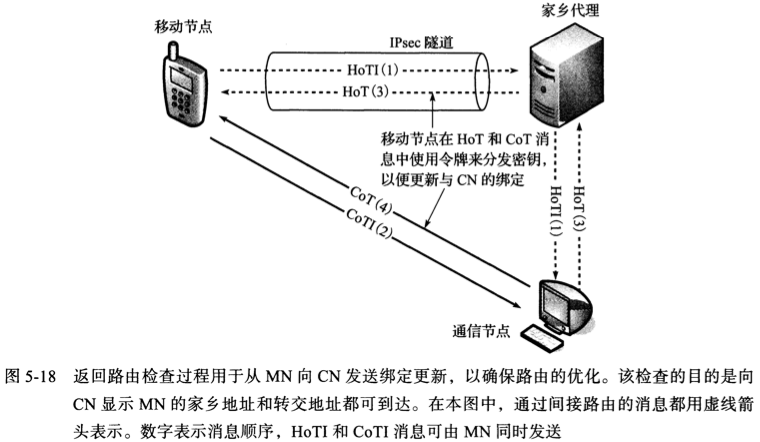 家乡代理
移动节点
IPsec 隧道
HoTI(1)
HoT(3)
移动节点在 HoT 和 CoT 消
息中使用令牌来分发密钥，
以便更新与 CN 的绑定
CoT(4)
CoTI(2)
HoTI(1)
HoT(3)
通信节点
图 5-18 返回路由检查过程用于从 MN 向 CN 发送绑定更新，以确保路由的优化。该检查的目的是向
CN 显示 MN 的家乡地址和转交地址都可到达。在本图中，通过间接路由的消息都用虚线箭
头表示。数字表示消息顺序，HoTI 和 CoTI 消息可由 MN 同时发送